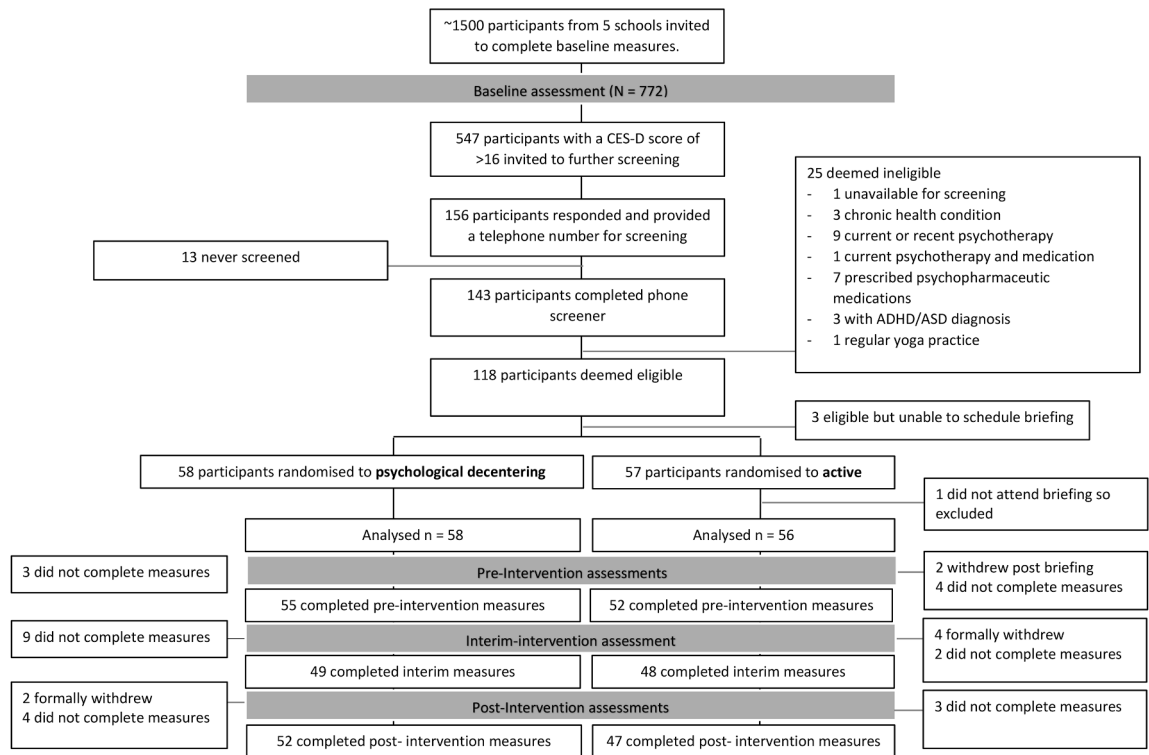 ~1500 participants from 5 schools invited
to complete baseline measures.
Baseline assessment (N = 772)
547 participants with a CES-D score of
>16 invited to further screening
156 participants responded and provided
a telephone number for screening
13 never screened
143 participants completed phone
screener
25 deemed ineligible
- 1 unavailable for screening
- 3 chronic health condition
- 9 current or recent psychotherapy
- 1 current psychotherapy and medication
- 7 prescribed psychopharmaceutic
medications
- 3 with ADHD/ASD diagnosis
- 1 regular yoga practice
118 participants deemed eligible
3 eligible but unable to schedule briefing
58 participants randomised to psychological decentering
57 participants randomised to active
1 did not attend briefing so
excluded
Analysed n = 58
Analysed n = 56
3 did not complete measures
Pre-Intervention assessments
2 withdrew post briefing
4 did not complete measures
55 completed pre-intervention measures
52 completed pre-intervention measures
9 did not complete measures
Interim-intervention assessment
4 formally withdrew
2 did not complete measures
49 completed interim measures
48 completed interim measures
2 formally withdrew
4 did not complete measures
Post-Intervention assessments
3 did not complete measures
52 completed post- intervention measures
47 completed post- intervention measures